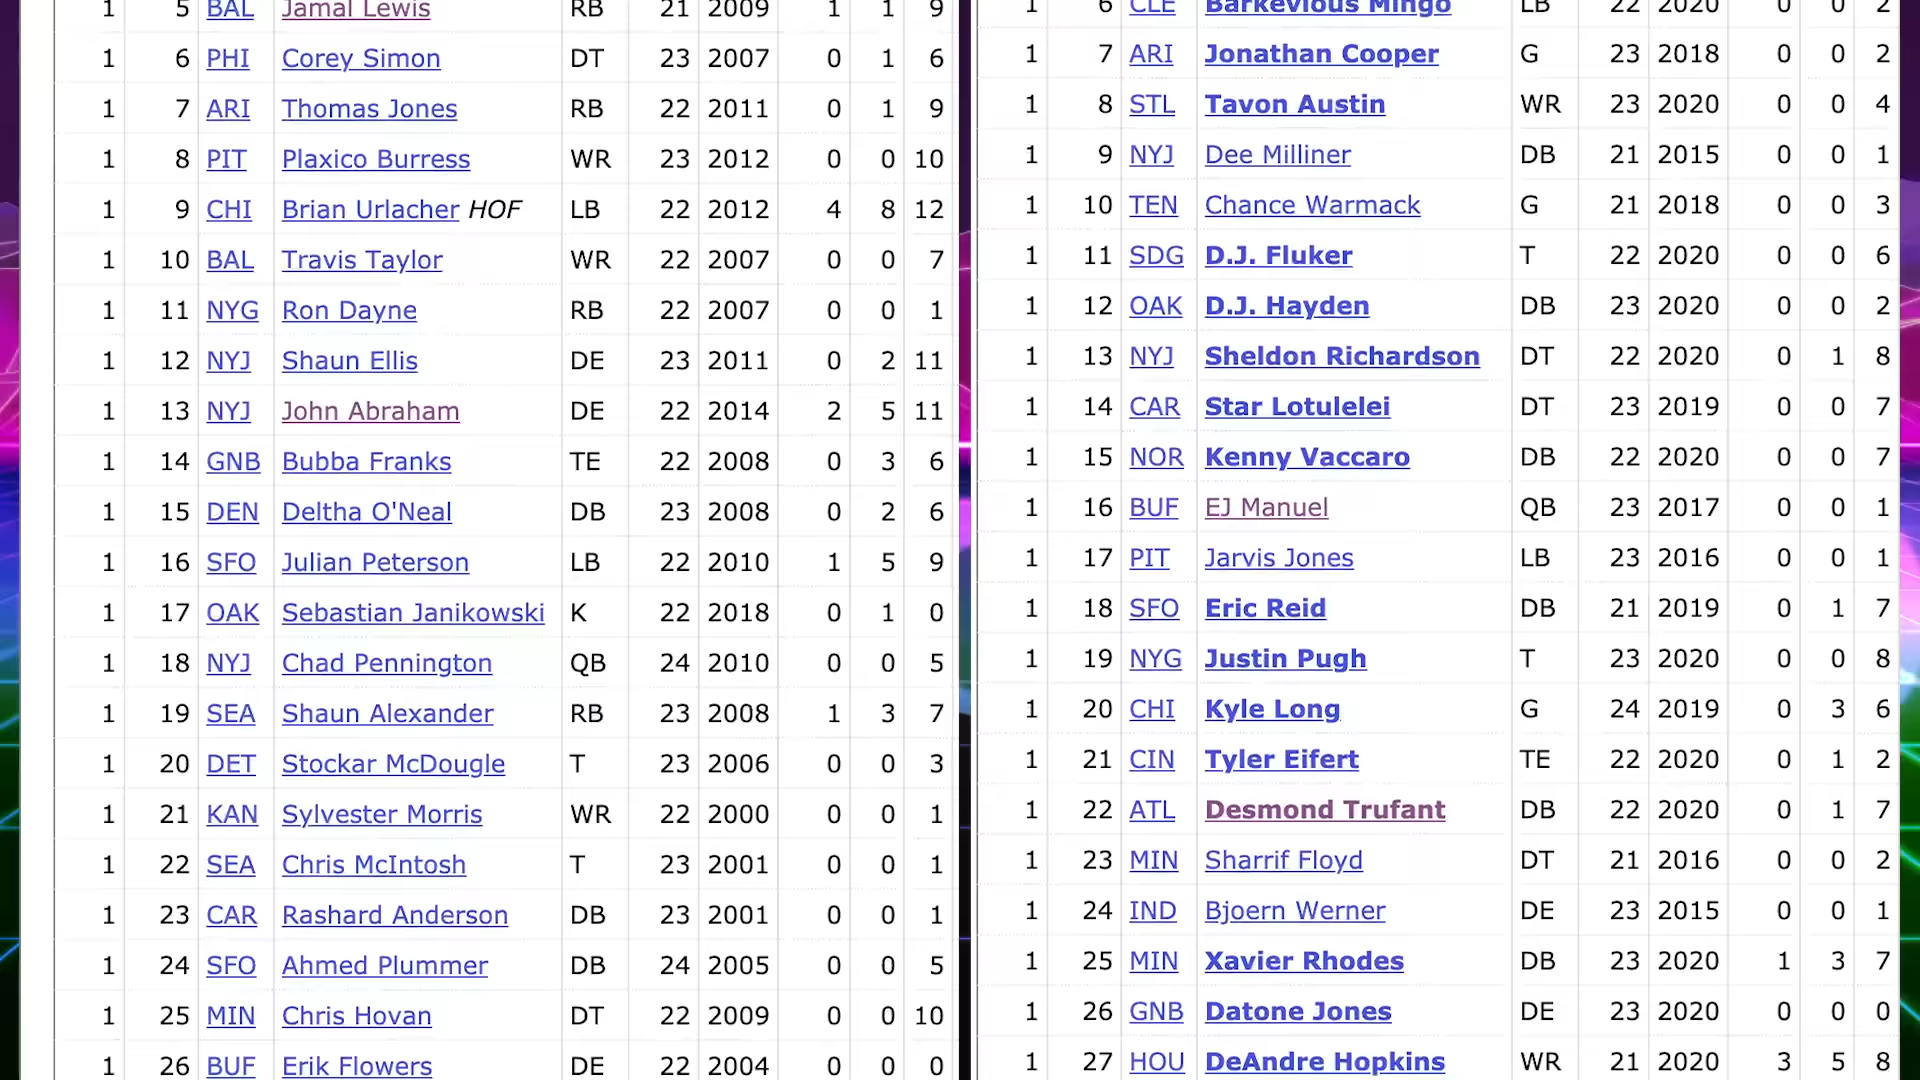 1 5 BAL Jamal Lewis RB 21 2009 1 1 9
1 6 PHI Corey Simon DT 23 2007 0 1 6
1 7 ARI Thomas Jones RB 22 2011 0 1 9
1 8 PIT Plaxico Burress WR 23 2012 0 0 10
1 9 CHI Brian Urlacher HOF LB 22 2012 4 8 12
1 10 BAL Travis Taylor WR 22 2007 0 0 7
1 11 NYG Ron Dayne RB 22 2007 0 0 1
1 12 NYJ Shaun Ellis DE 23 2011 0 2 11
1 13 NYJ John Abraham DE 22 2014 2 5 11
1 14 GNB Bubba Franks TE 22 2008 0 3 6
1 15 DEN Deltha O'Neal DB 23 2008 0 2 6
1 16 SFO Julian Peterson LB 22 2010 1 5 9
1 17 OAK Sebastian Janikowski K 22 2018 0 1 0
1 18 NYJ Chad Pennington QB 24 2010 0 0 5
1 19 SEA Shaun Alexander RB 23 2008 1 3 7
1 20 DET Stockar McDougle T 23 2006 0 0 3
1 21 KAN Sylvester Morris WR 22 2000 0 0 1
1 22 SEA Chris McIntosh T 23 2001 0 0 1
1 23 CAR Rashard Anderson DB 23 2001 0 0 1
1 24 SFO Ahmed Plummer DB 24 2005 0 0 5
1 25 MIN Chris Hovan DT 22 2009 0 0 10
1 26 BUF Erik Flowers DE 22 2004 0 0 0
1 6 CLE Barkevious Mingo LB 22 2020 0 0 2
1 7 ARI Jonathan Cooper G 23 2018 0 0 2
1 8 STL Tavon Austin WR 23 2020 0 0 4
1 9 NYJ Dee Milliner DB 21 2015 0 0 1
1 10 TEN Chance Warmack G 21 2018 0 0 3
1 11 SDG D.J. Fluker T 22 2020 0 0 6
1 12 OAK D.J. Hayden DB 23 2020 0 0 2
1 13 NYJ Sheldon Richardson DT 22 2020 0 1 8
1 14 CAR Star Lotulelei DT 23 2019 0 0 7
1 15 NOR Kenny Vaccaro DB 22 2020 0 0 7
1 16 BUF EJ Manuel QB 23 2017 0 0 1
1 17 PIT Jarvis Jones LB 23 2016 0 0 1
1 18 SFO Eric Reid DB 21 2019 0 1 7
1 19 NYG Justin Pugh T 23 2020 0 0 8
1 20 CHI Kyle Long G 24 2019 0 3 6
1 21 CIN Tyler Eifert TE 22 2020 0 1 2
1 22 ATL Desmond Trufant DB 22 2020 0 1 7
1 23 MIN Sharrif Floyd DT 21 2016 0 0 2
1 24 IND Bjoern Werner DE 23 2015 0 0 1
1 25 MIN Xavier Rhodes DB 23 2020 1 3 7
1 26 GNB Datone Jones DE 23 2020 0 0 0
1 27 HOU DeAndre Hopkins WR 21 2020 3 5 8